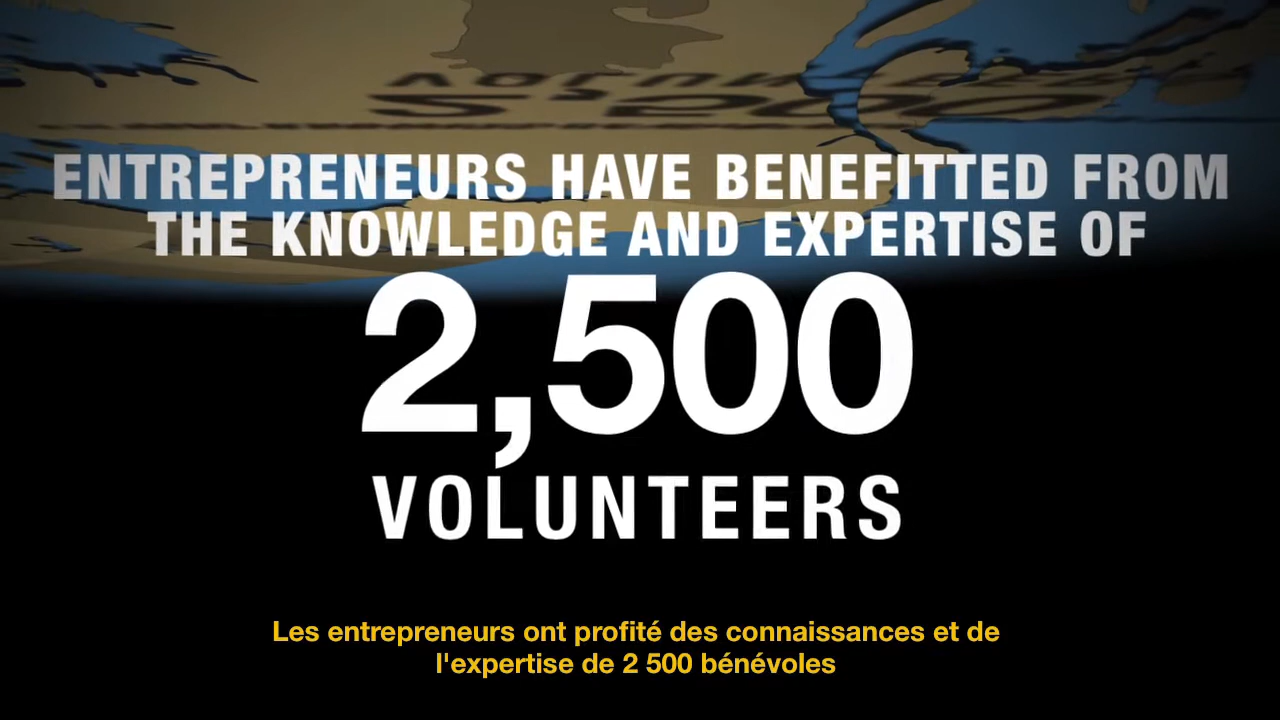 ENTREPRENEURS HAVE BENEFITTED FROM
THE KNOWLEDGE AND EXPERTISE OF
2,500
VOLUNTEERS
Les entrepreneurs ont profité des connaissances et de
l'expertise de 2 500 bénévoles